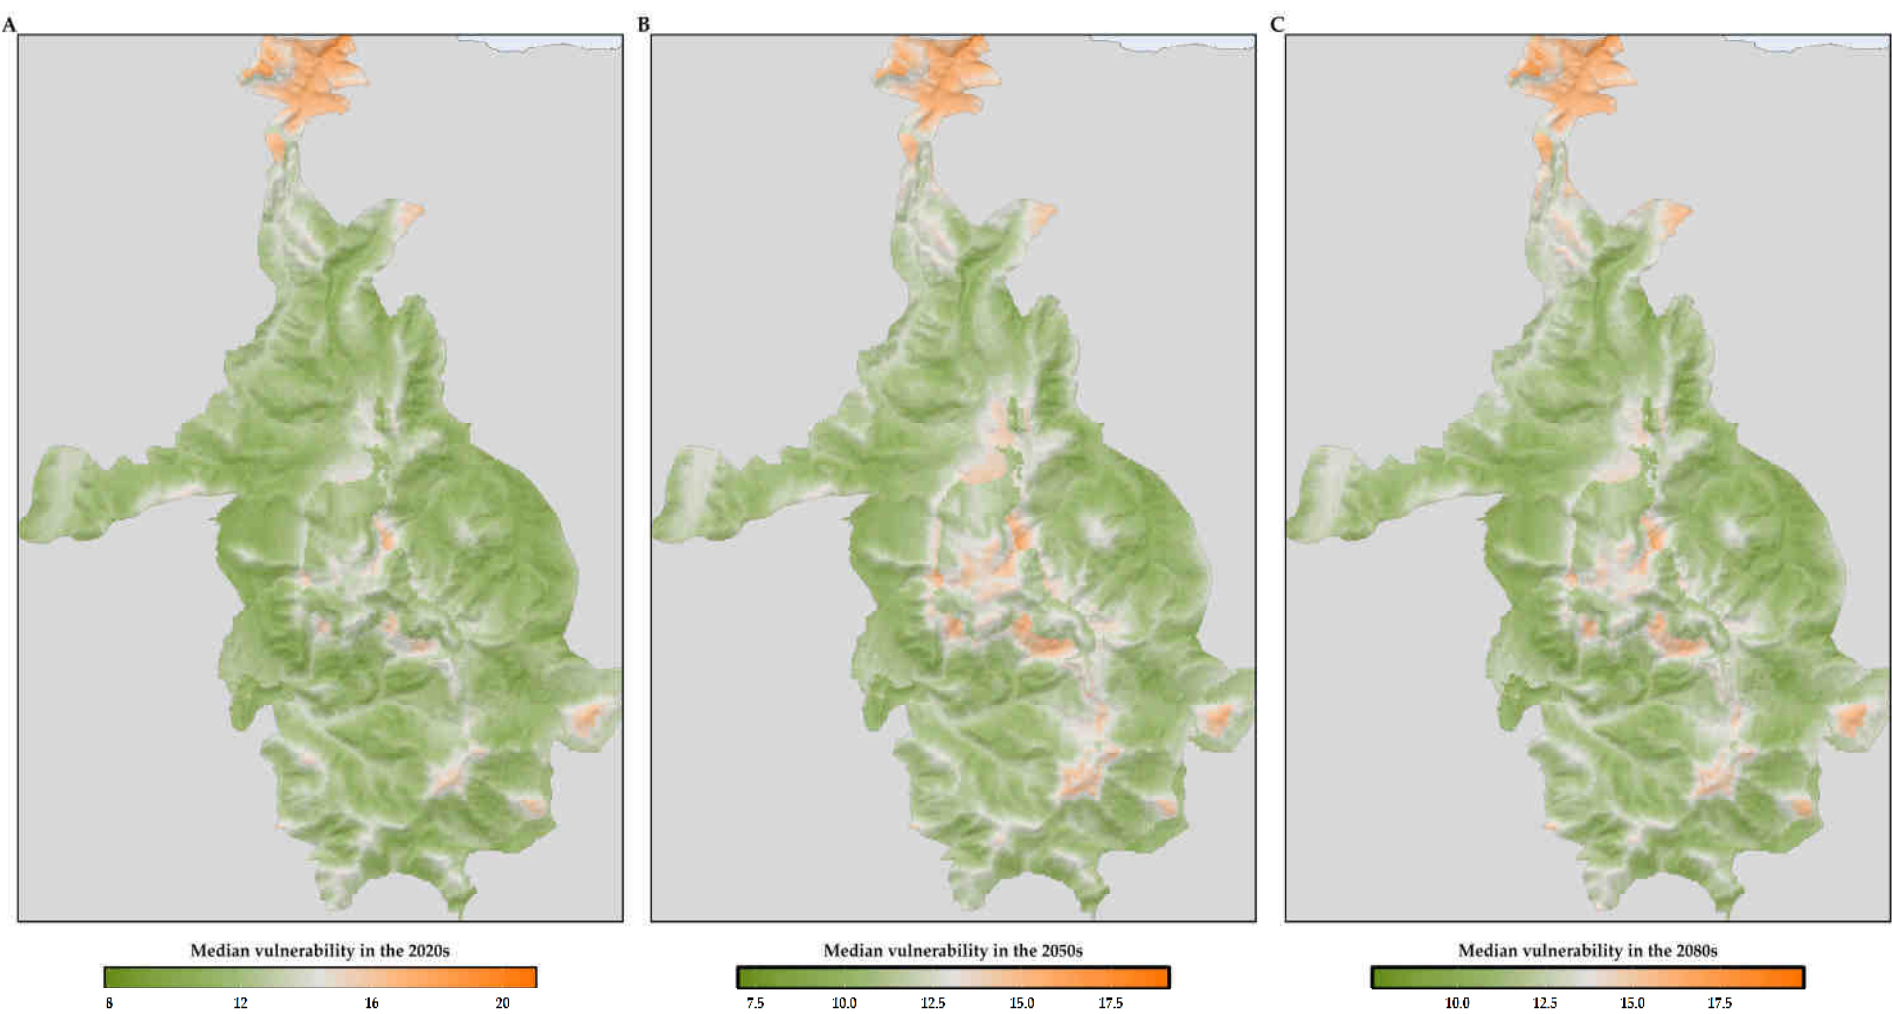 A
B
C
Median vulnerability in the 2020s
8 12 16 20
Median vulnerability in the 2050s
7.5 10.0 12.5 15.0 17.5
Median vulnerability in the 2080s
10.0 12.5 15.0 17.5